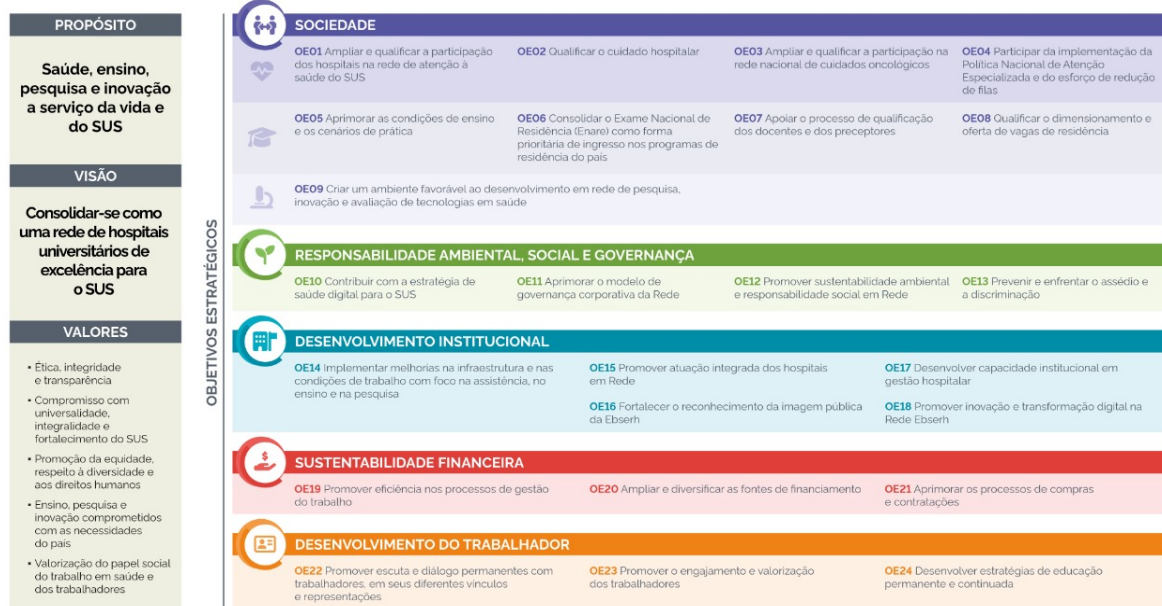 PROPÓSITO
Saúde, ensino,
pesquisa e inovação
a serviço da vida e
do SUS
VISÃO
Consolidar-se como
uma rede de hospitais
universitários de
excelência para
o SUS
VALORES
▪ Ética, integridade
e transparência
▪ Compromisso com
universalidade,
integralidade e
fortalecimento do SUS
▪ Promoção da equidade,
respeito à diversidade e
aos direitos humanos
▪ Ensino, pesquisa e
inovação comprometidos
com as necessidades
do país
▪ Valorização do papel social
do trabalho em saúde e
dos trabalhadores
OBJETIVOS ESTRATÉGICOS
SOCIEDADE
OE01 Ampliar e qualificar a participação
dos hospitais na rede de atenção à
saúde do SUS
OE02 Qualificar o cuidado hospitalar
OE03 Ampliar e qualificar a participação na
rede nacional de cuidados oncológicos
OE04 Participar da implementação da
Política Nacional de Atenção
Especializada e do esforço de redução
de filas
OE05 Aprimorar as condições de ensino
e os cenários de prática
OE06 Consolidar o Exame Nacional de
Residência (Enare) como forma
prioritária de ingresso nos programas de
residência do país
OE07 Apoiar o processo de qualificação
dos docentes e dos preceptores
OE08 Qualificar o dimensionamento e
oferta de vagas de residência
OE09 Criar um ambiente favorável ao desenvolvimento em rede de pesquisa,
inovação e avaliação de tecnologias em saúde
RESPONSABILIDADE AMBIENTAL, SOCIAL E GOVERNANÇA
OE10 Contribuir com a estratégia de
saúde digital para o SUS
OE11 Aprimorar o modelo de
governança corporativa da Rede
OE12 Promover sustentabilidade ambiental
e responsabilidade social em Rede
OE13 Prevenir e enfrentar o assédio e
a discriminação
DESENVOLVIMENTO INSTITUCIONAL
OE14 Implementar melhorias na infraestrutura e nas
condições de trabalho com foco na assistência, no
ensino e na pesquisa
OE15 Promover atuação integrada dos hospitais
em Rede
OE16 Fortalecer o reconhecimento da imagem pública
da Ebserh
OE17 Desenvolver capacidade institucional em
gestão hospitalar
OE18 Promover inovação e transformação digital na
Rede Ebserh
SUSTENTABILIDADE FINANCEIRA
OE19 Promover eficiência nos processos de gestão
do trabalho
OE20 Ampliar e diversificar as fontes de financiamento
OE21 Aprimorar os processos de compras
e contratações
DESENVOLVIMENTO DO TRABALHADOR
OE22 Promover escuta e diálogo permanentes com
trabalhadores, em seus diferentes vínculos
e representações
OE23 Promover o engajamento e valorização
dos trabalhadores
OE24 Desenvolver estratégias de educação
permanente e continuada